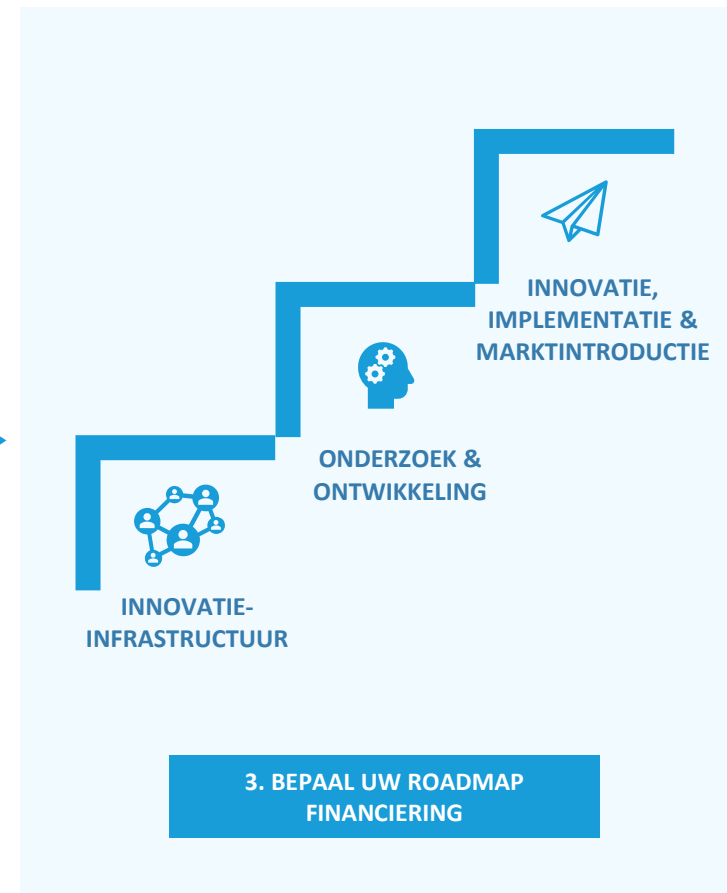 INNOVATIE,
IMPLEMENTATIE &
MARKTINTRODUCTIE
ONDERZOEK &
ONTWIKKELING
INNOVATIE-
INFRASTRUCTUUR
3. BEPAAL UW ROADMAP
FINANCIERING